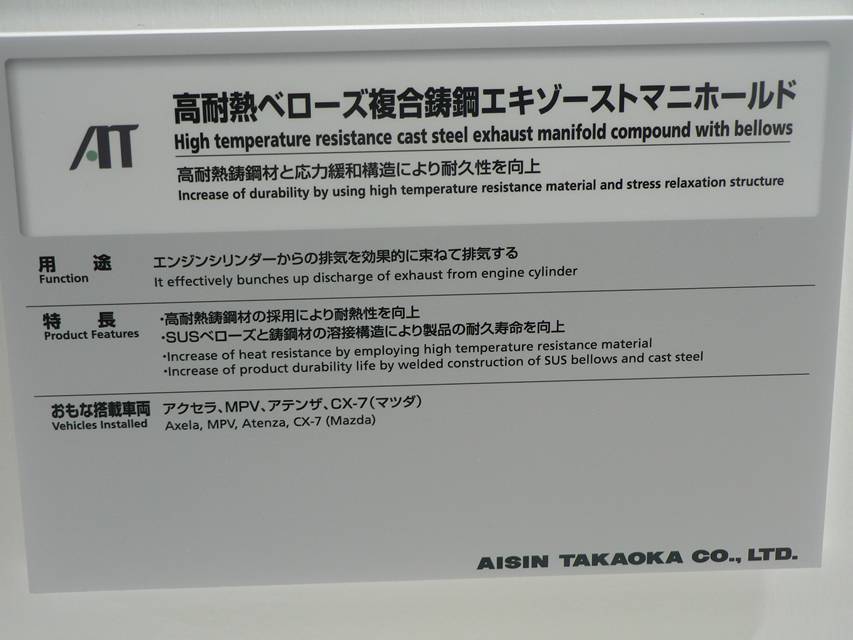 AT
高耐熱ベローズ複合鋳鋼エキゾーストマニホールド
High temperature resistance cast steel exhaust manifold compound with bellows
高耐熱鋳鋼材と応力緩和構造により耐久性を向上
Increase of durability by using high temperature resistance material and stress relaxation structure
用 途
Function
エンジンシリンダーからの排気を効果的に束ねて排気する
It effectively bunches up discharge of exhaust from engine cylinder
特 長
Product Features
・高耐熱鋳鋼材の採用により耐熱性を向上
・SUSベローズと鋳鋼材の溶接構造により製品の耐久寿命を向上
・Increase of heat resistance by employing high temperature resistance material
・Increase of product durability life by welded construction of SUS bellows and cast steel
おもな搭載車両
Vehicles Installed
アクセラ、MPV、アテンザ、CX-7(マツダ)
Axela, MPV, Atenza, CX-7 (Mazda)
AISIN TAKAOKA CO., LTD.